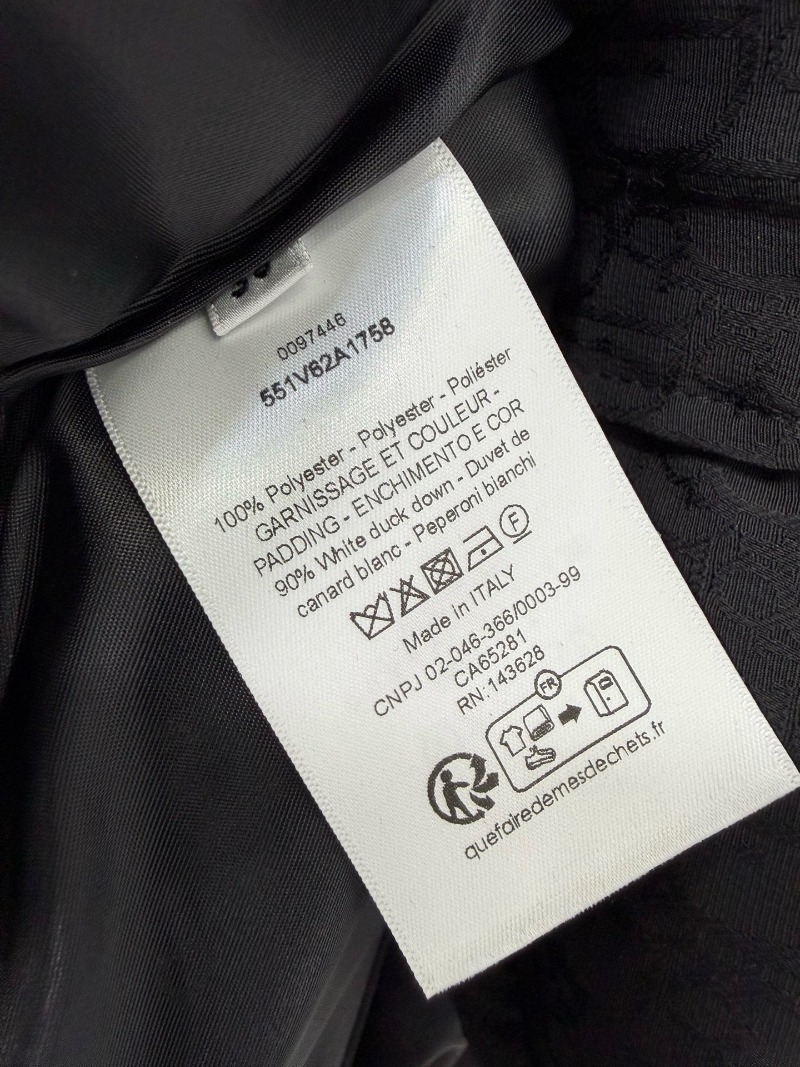 0097446
551V62A1758
100% Polyester - Polyester - Poliéster
GARNISSAGE ET COULEUR -
PADDING - ENCHIMENTO E COR
90% White duck down - Duvet de
canard blanc - Peperoni bianchi
F
Made in ITALY
CNPJ 02-046-366/0003-99
CA65281
RN:143628
FR
quefairedemesdechets.fr